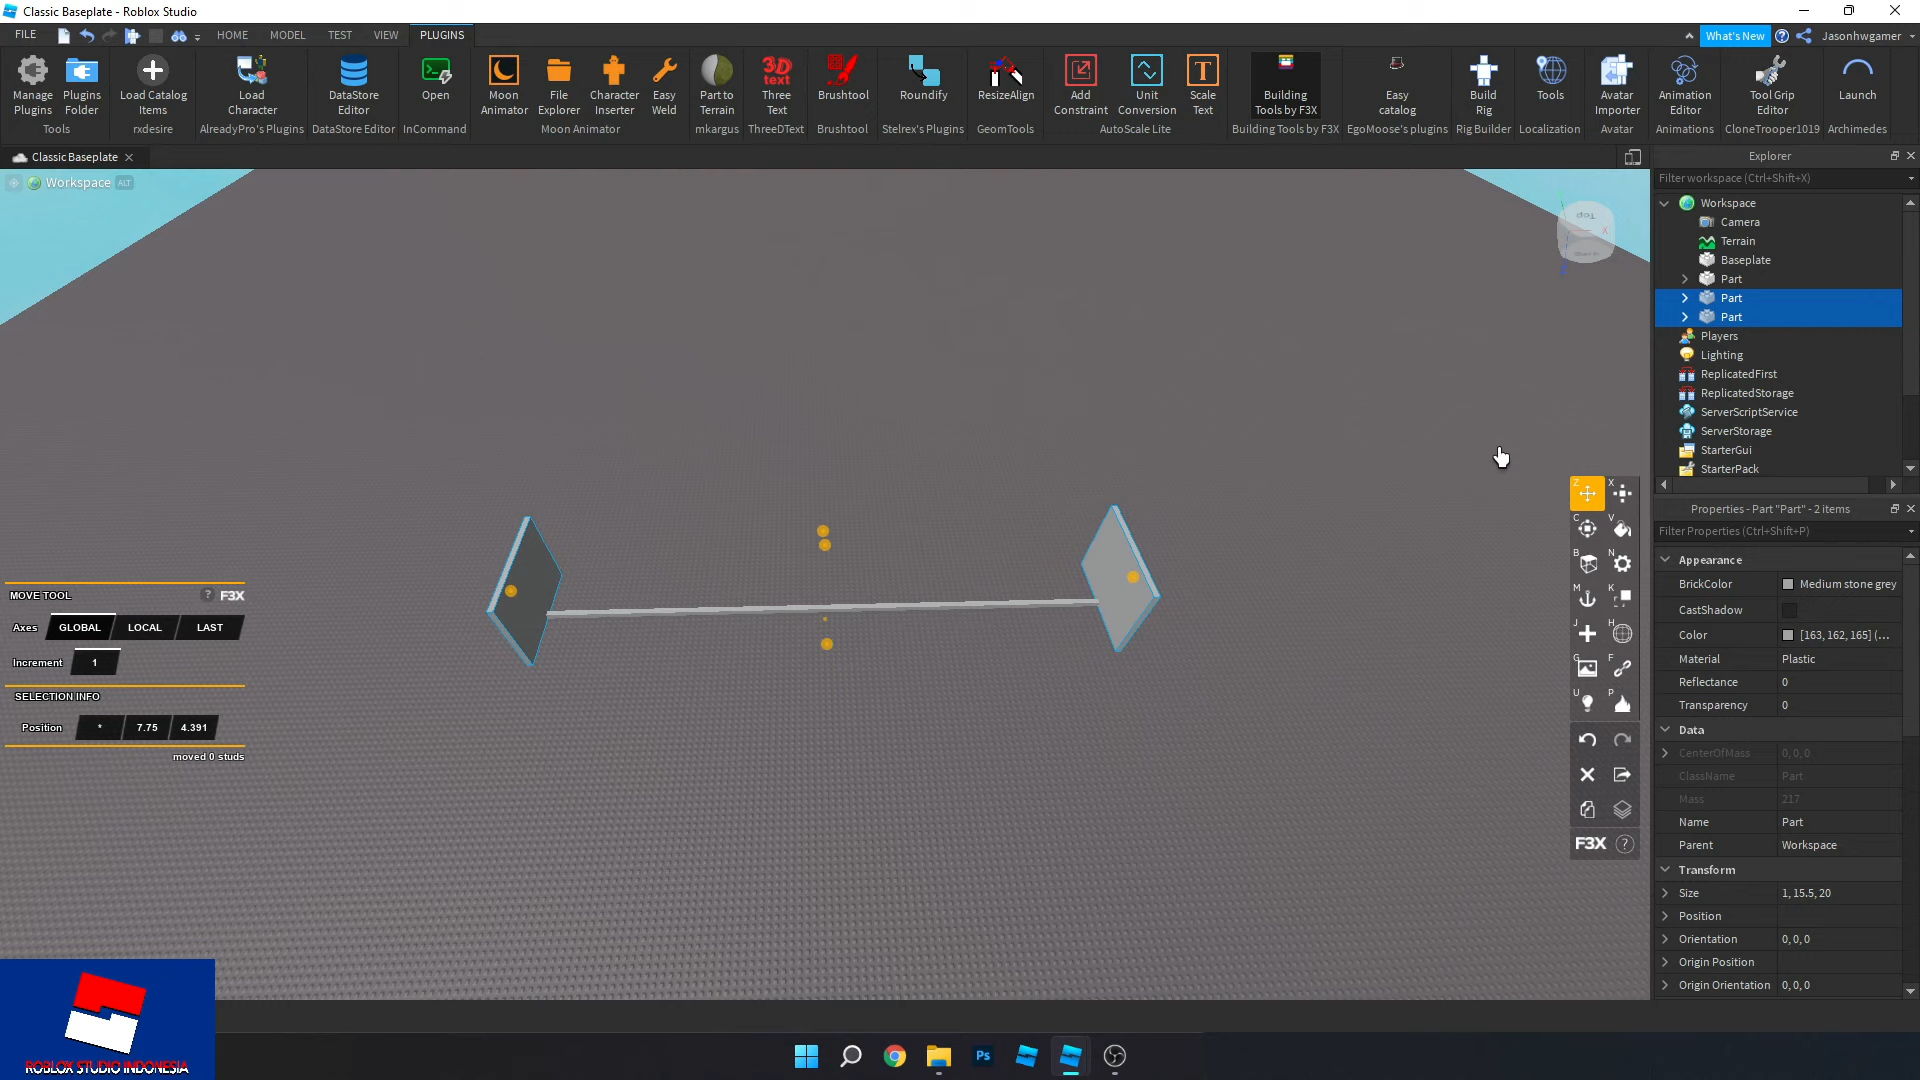 Classic Baseplate - Roblox Studio
FILE HOME MODEL TEST VIEW PLUGINS What's New Jasonhwgamer
Manage Plugins
Plugins Folder
Load Catalog Items
Load Character
DataStore Editor
Open
Moon Animator
File Explorer
Character Inserter
Easy Weld
Part to Terrain
Three Text
3D text
Brushtool
Roundify
ResizeAlign
Add Constraint
Unit Conversion
Scale Text
Building Tools by F3X
Easy catalog
Build Rig
Tools
Avatar Importer
Animation Editor
Tool Grip Editor
Launch
Tools rxdesire AlreadyPro's Plugins DataStore Editor InCommand Moon Animator mkargus ThreeDText Brushtool Stelrex's Plugins GeomTools AutoScale Lite Building Tools by F3X EgoMoose's plugins Rig Builder Localization Avatar Animations CloneTrooper1019 Archimedes
Classic Baseplate
Workspace ALT
Top
X
Explorer
Filter workspace (Ctrl+Shift+X)
Workspace
Camera
Terrain
Baseplate
Part
Part
Part
Players
Lighting
ReplicatedFirst
ReplicatedStorage
ServerScriptService
ServerStorage
StarterGui
StarterPack
Properties - Part "Part" - 2 items
Filter Properties (Ctrl+Shift+P)
Appearance
BrickColor Medium stone grey
CastShadow
Color [163, 162, 165] (...
Material Plastic
Reflectance 0
Transparency 0
Data
CenterOfMass 0, 0, 0
ClassName Part
Mass 217
Name Part
Parent Workspace
Transform
Size 1, 15.5, 20
Position
Orientation 0, 0, 0
Origin Position
Origin Orientation 0, 0, 0
MOVE TOOL ? F3X
Axes GLOBAL LOCAL LAST
Increment 1
SELECTION INFO
Position * 7.75 4.391
moved 0 studs
Z X
C V
B N
M K
J H
G F
U P
F3X ?
ROBLOX STUDIO INDONESIA
Ps